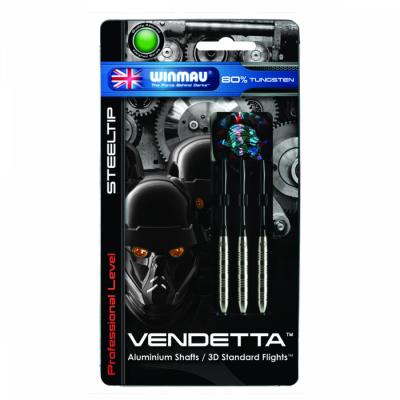 WINMAU®
The Force Behind Darts™
80% TUNGSTEN
STEELTIP
Professional Level
VENDETTA™
Aluminium Shafts / 3D Standard Flights™